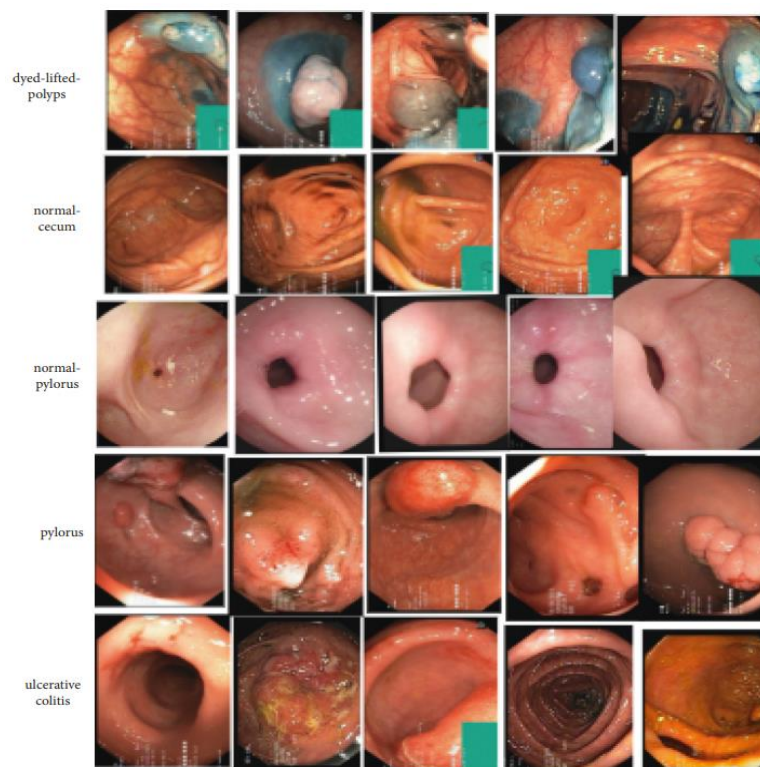 dyed-lifted-
polyps
normal-
cecum
normal-
pylorus
pylorus
ulcerative
colitis